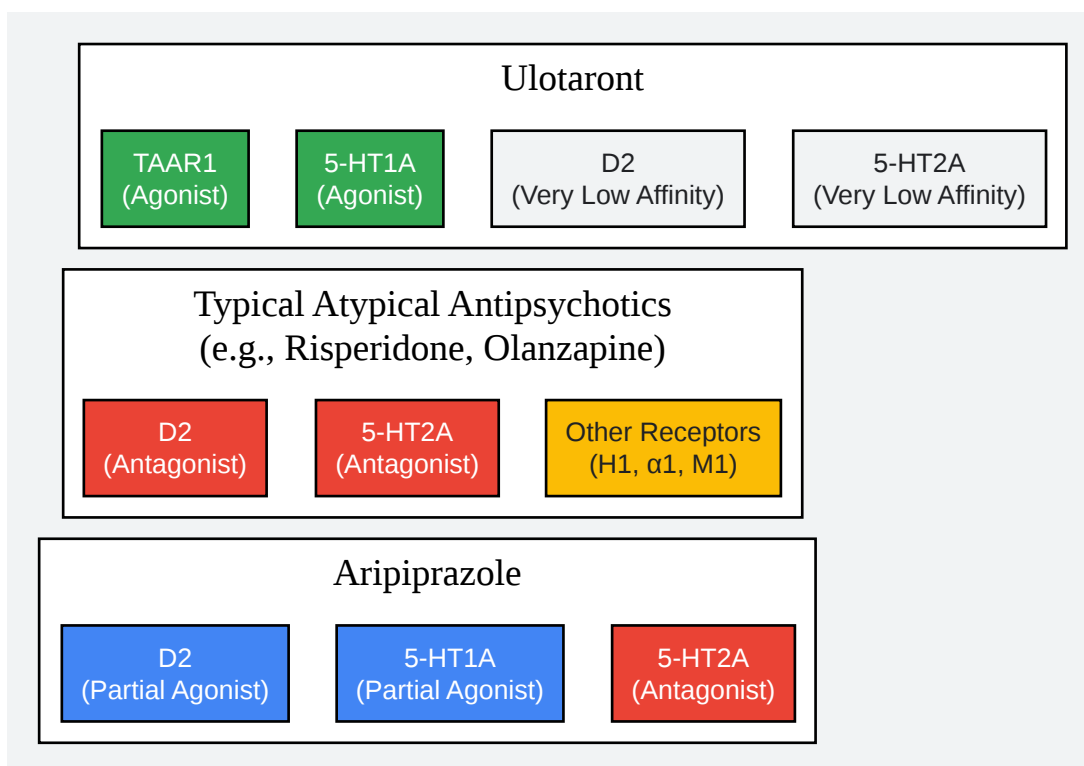 Ulotaront
TAAR1
(Agonist)
5-HT1A
(Agonist)
D2
(Very Low Affinity)
5-HT2A
(Very Low Affinity)
Typical Atypical Antipsychotics
(e.g., Risperidone, Olanzapine)
D2
(Antagonist)
5-HT2A
(Antagonist)
Other Receptors
(H1, α1, M1)
Aripiprazole
D2
(Partial Agonist)
5-HT1A
(Partial Agonist)
5-HT2A
(Antagonist)